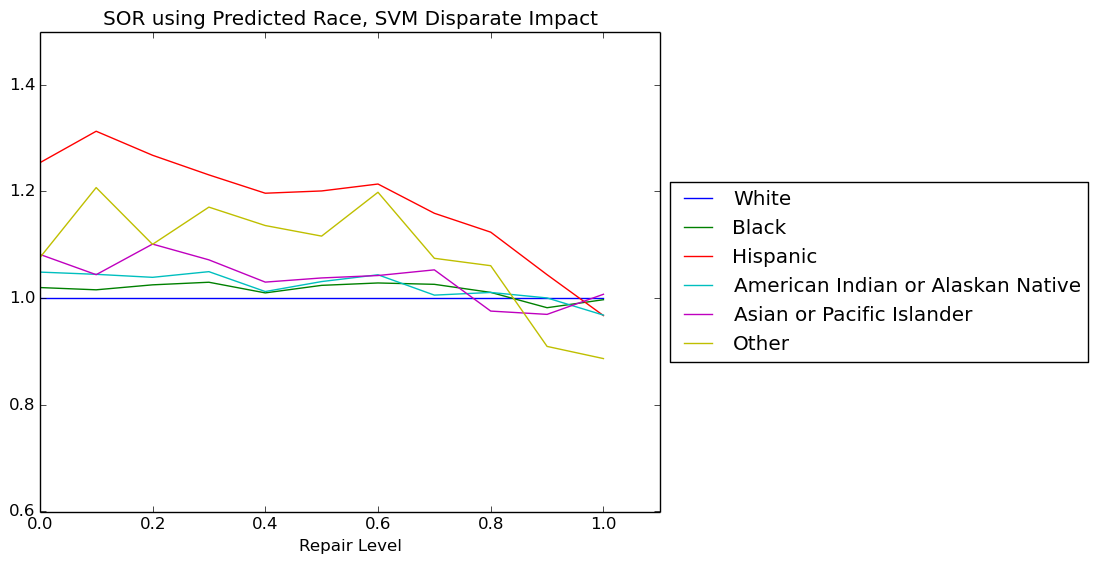 SOR using Predicted Race, SVM Disparate Impact
1.4
1.2
1.0
0.8
0.6
0.0 0.2 0.4 0.6 0.8 1.0
Repair Level
White
Black
Hispanic
American Indian or Alaskan Native
Asian or Pacific Islander
Other